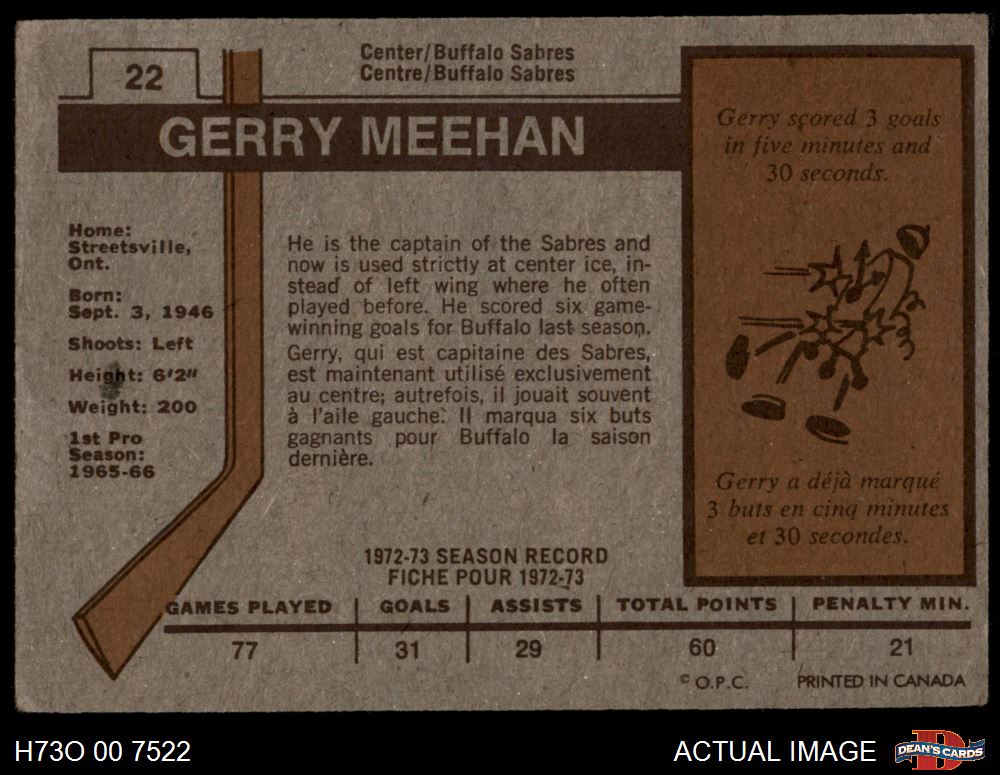 22
Center/Buffalo Sabres
Centre/Buffalo Sabres
GERRY MEEHAN
Home:
Streetsville,
Ont.
Born:
Sept. 3, 1946
Shoots: Left
Height: 6'2"
Weight: 200
1st Pro
Season:
1965-66
He is the captain of the Sabres and
now is used strictly at center ice, in-
stead of left wing where he often
played before. He scored six game-
winning goals for Buffalo last season.
Gerry, qui est capitaine des Sabres,
est maintenant utilisé exclusivement
au centre; autrefois, il jouait souvent
à l'aile gauche. Il marqua six buts
gagnants pour Buffalo la saison
dernière.
Gerry scored 3 goals
in five minutes and
30 seconds.
Gerry a déjà marqué
3 buts en cinq minutes
et 30 secondes.
1972-73 SEASON RECORD
FICHE POUR 1972-73
GAMES PLAYED GOALS ASSISTS TOTAL POINTS PENALTY MIN.
77 31 29 60 21
© O.P.C. PRINTED IN CANADA
H73O 00 7522 ACTUAL IMAGE DEAN'S CARDS